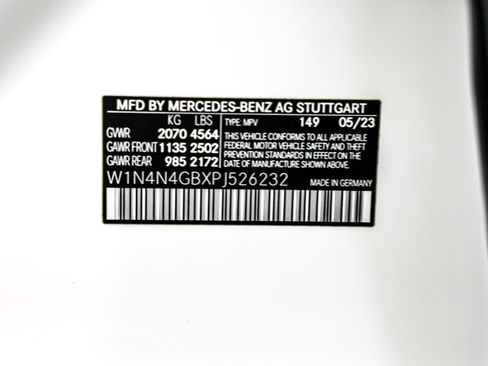 MFD BY MERCEDES-BENZ AG STUTTGART
KG LBS TYPE: MPV 149 05/23
GVWR 2070 4564 THIS VEHICLE CONFORMS TO ALL APPLICABLE
GAWR FRONT 1135 2502 FEDERAL MOTOR VEHICLE SAFETY AND THEFT
GAWR REAR 985 2172 PREVENTION STANDARDS IN EFFECT ON THE
DATE OF MANUFACTURE SHOWN ABOVE.
W1N4N4GBXPJ526232 MADE IN GERMANY